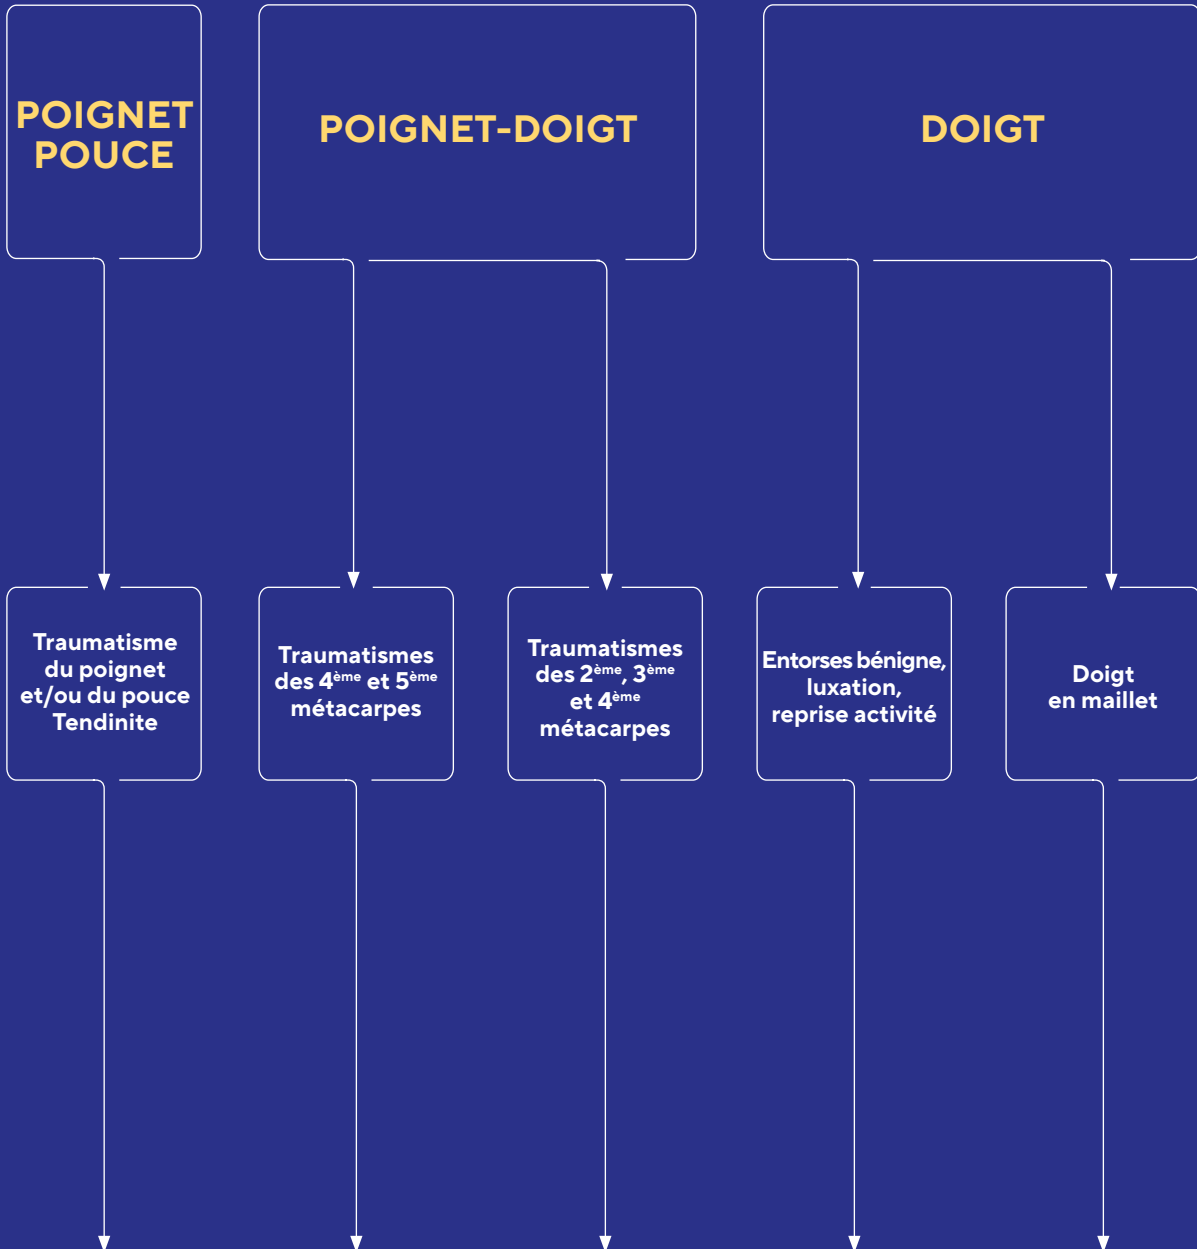 POIGNET
POUCE
POIGNET-DOIGT
DOIGT
Traumatisme
du poignet
et/ou du pouce
Tendinite
Traumatismes
des 4ème et 5ème
métacarpes
Traumatismes
des 2ème, 3ème
et 4ème
métacarpes
Entorses bénigne,
luxation,
reprise activité
Doigt
en maillet